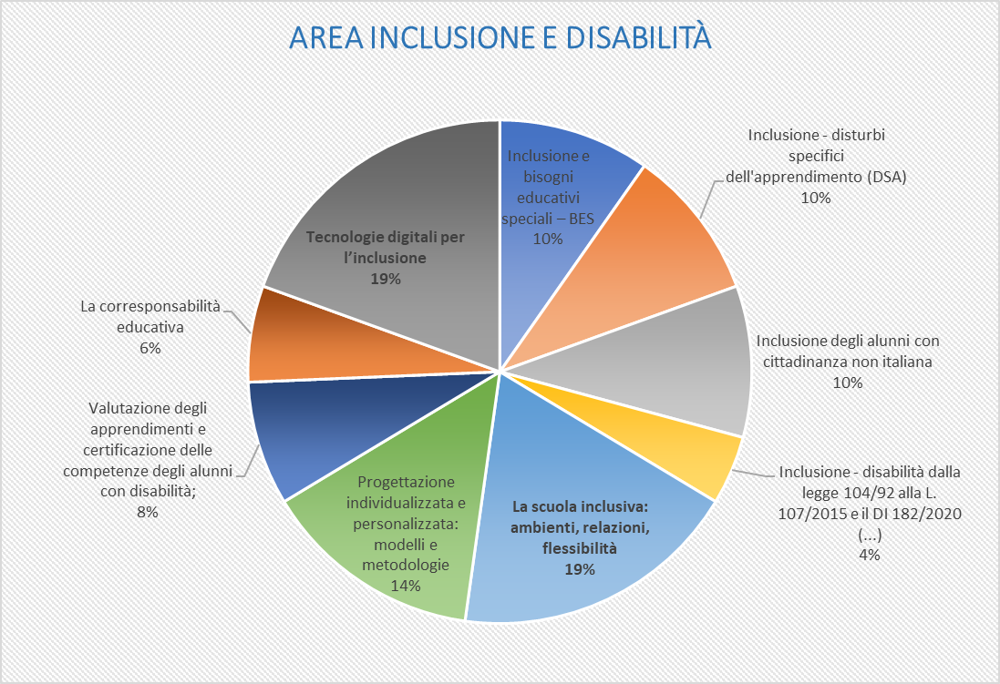 AREA INCLUSIONE E DISABILITÀ
Inclusione e
bisogni
educativi
speciali – BES
10%
Inclusione - disturbi
specifici
dell'apprendimento (DSA)
10%
Inclusione degli alunni con
cittadinanza non italiana
10%
Inclusione - disabilità dalla
legge 104/92 alla L.
107/2015 e il DI 182/2020
(...)
4%
La scuola inclusiva:
ambienti, relazioni,
flessibilità
19%
Progettazione
individualizzata e
personalizzata:
modelli e
metodologie
14%
Valutazione degli
apprendimenti e
certificazione delle
competenze degli alunni
con disabilità;
8%
La corresponsabilità
educativa
6%
Tecnologie digitali per
l’inclusione
19%